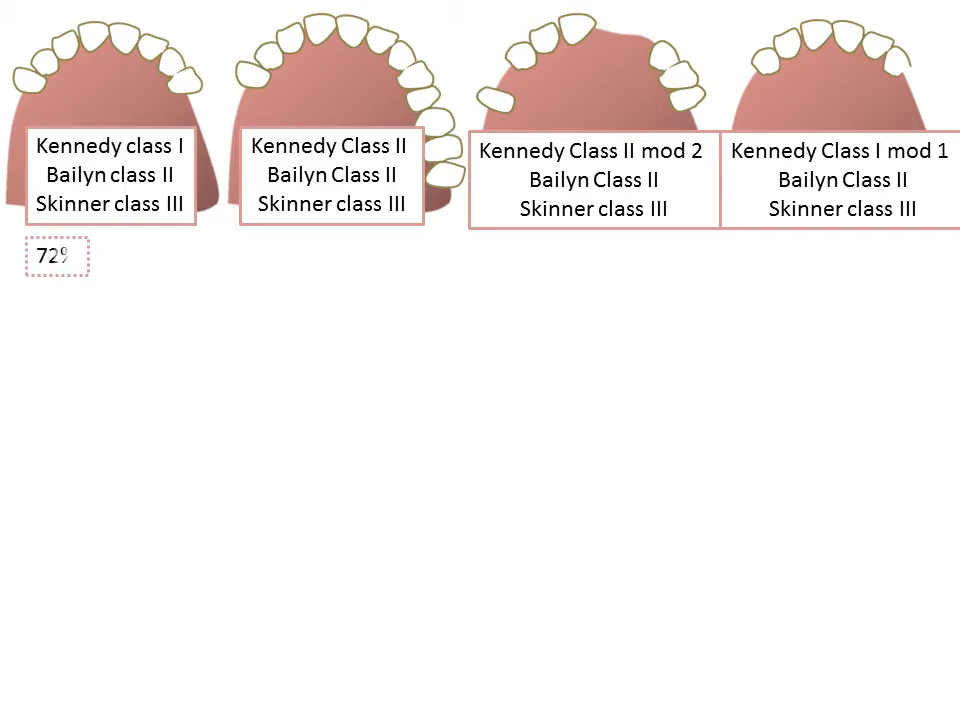 Kennedy class I
Bailyn class II
Skinner class III
Kennedy Class II
Bailyn Class II
Skinner class III
Kennedy Class II mod 2
Bailyn Class II
Skinner class III
Kennedy Class I mod 1
Bailyn Class II
Skinner class III
72%